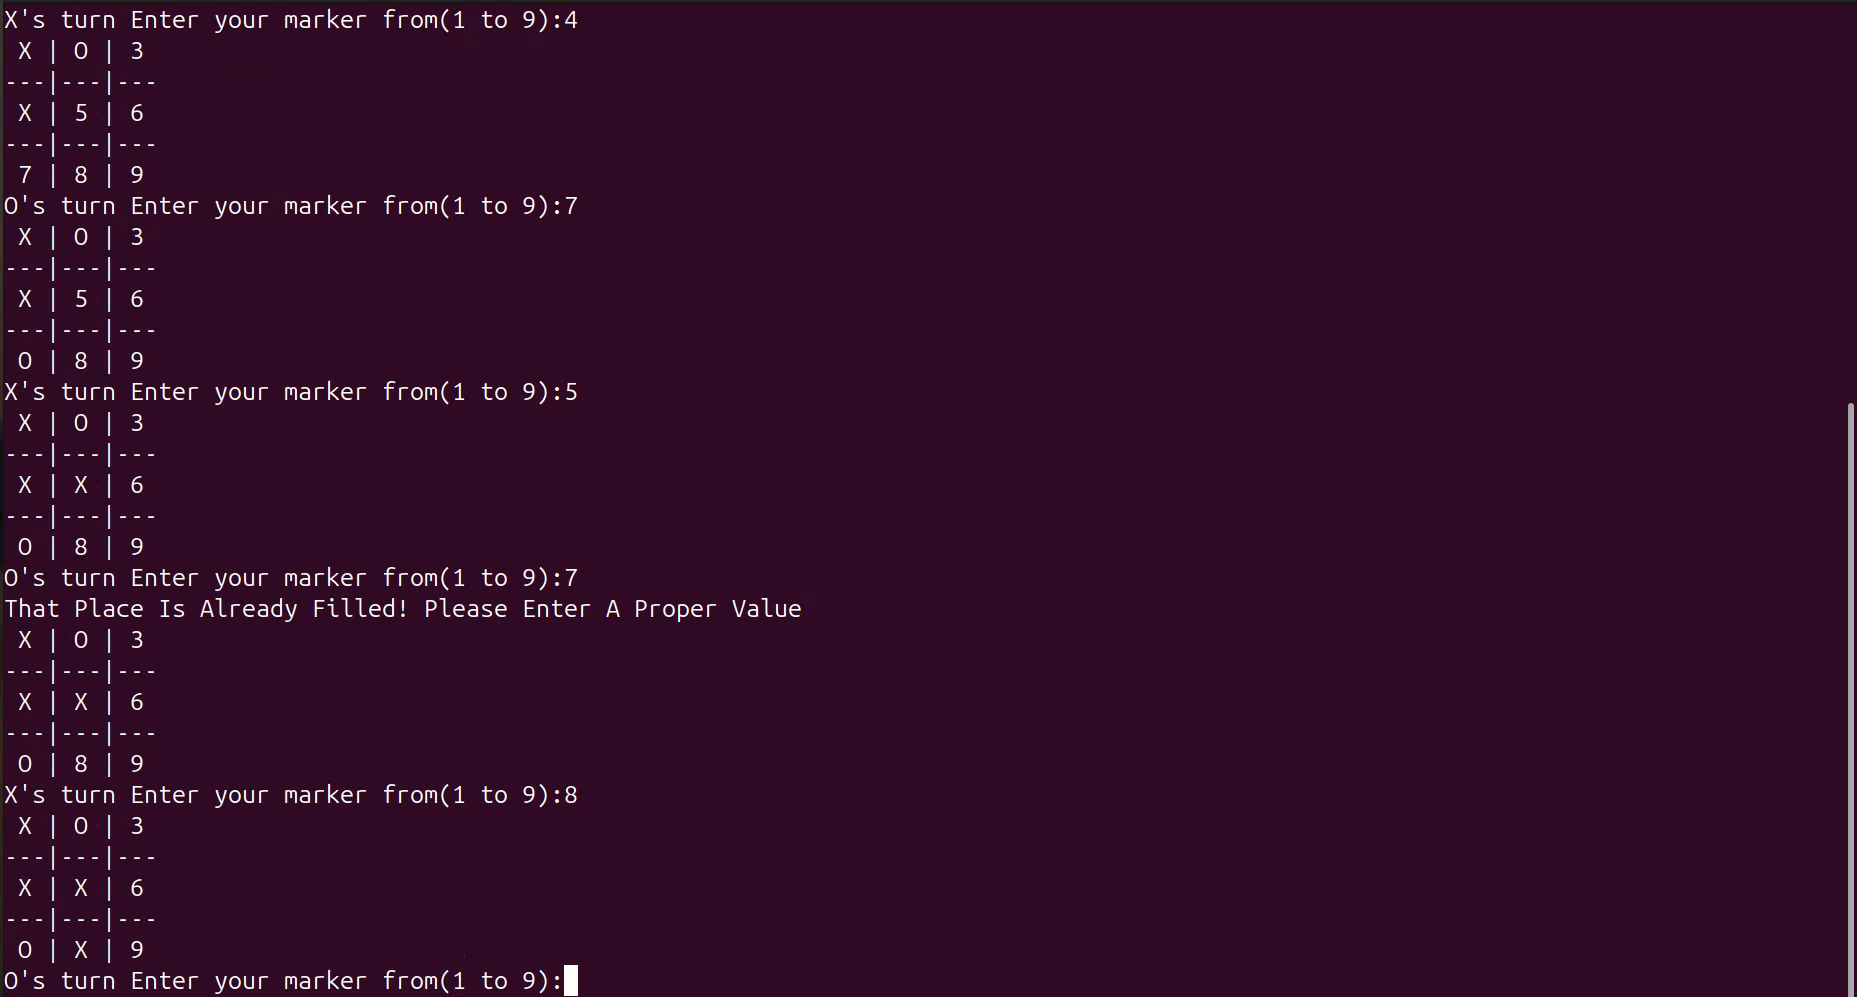 X's turn Enter your marker from(1 to 9):4
 X | O | 3
---|---|---
 X | 5 | 6
---|---|---
 7 | 8 | 9
O's turn Enter your marker from(1 to 9):7
 X | O | 3
---|---|---
 X | 5 | 6
---|---|---
 O | 8 | 9
X's turn Enter your marker from(1 to 9):5
 X | O | 3
---|---|---
 X | X | 6
---|---|---
 O | 8 | 9
O's turn Enter your marker from(1 to 9):7
That Place Is Already Filled! Please Enter A Proper Value
 X | O | 3
---|---|---
 X | X | 6
---|---|---
 O | 8 | 9
X's turn Enter your marker from(1 to 9):8
 X | O | 3
---|---|---
 X | X | 6
---|---|---
 O | X | 9
O's turn Enter your marker from(1 to 9):